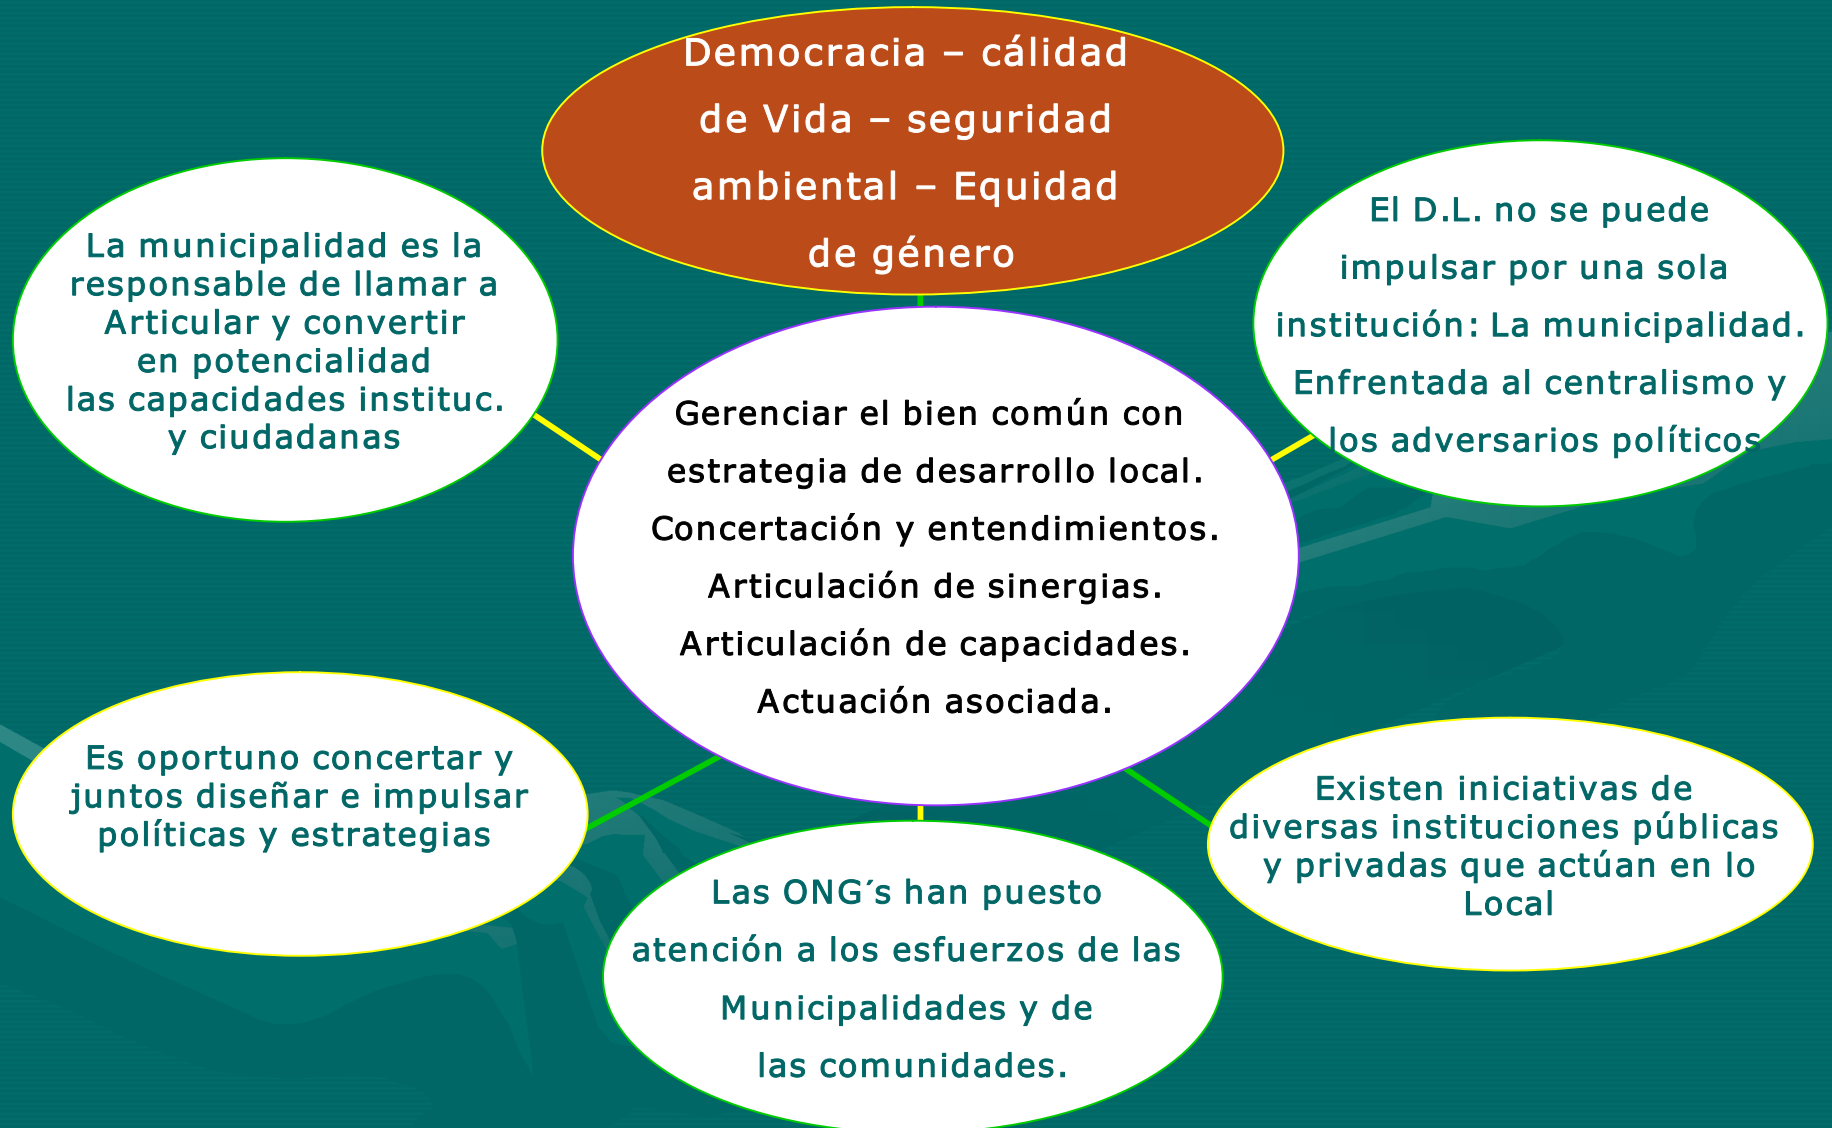 Democracia – cálidad
de Vida – seguridad
ambiental – Equidad
de género
La municipalidad es la
responsable de llamar a
Articular y convertir
en potencialidad
las capacidades instituc.
y ciudadanas
El D.L. no se puede
impulsar por una sola
institución: La municipalidad.
Enfrentada al centralismo y
los adversarios políticos
Gerenciar el bien común con
estrategia de desarrollo local.
Concertación y entendimientos.
Articulación de sinergias.
Articulación de capacidades.
Actuación asociada.
Es oportuno concertar y
juntos diseñar e impulsar
políticas y estrategias
Las ONG´s han puesto
atención a los esfuerzos de las
Municipalidades y de
las comunidades.
Existen iniciativas de
diversas instituciones públicas
y privadas que actúan en lo
Local